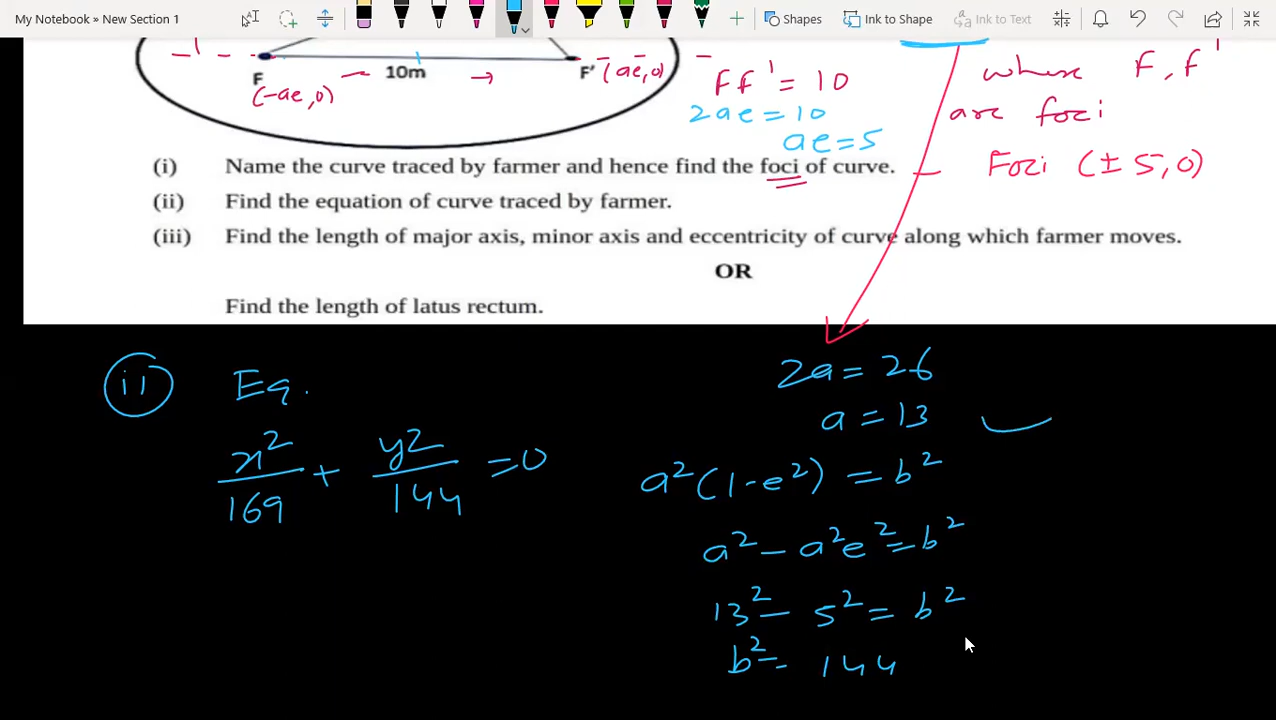 My Notebook » New Section 1
Shapes
Ink to Shape
Ink to Text
F
10m
F'
(-ae,0)
(ae,0)
Ff' = 10
2ae = 10
ae = 5
where F, f'
are foci
(i) Name the curve traced by farmer and hence find the foci of curve. — Foci (± 5, 0)
(ii) Find the equation of curve traced by farmer.
(iii) Find the length of major axis, minor axis and eccentricity of curve along which farmer moves.
OR
Find the length of latus rectum.
(ii) Eq.
x²/169 + y2/144 = 0
2a = 26
a = 13
a²(1-e²) = b²
a² - a²e² = b²
13² - 5² = b²
b² = 144